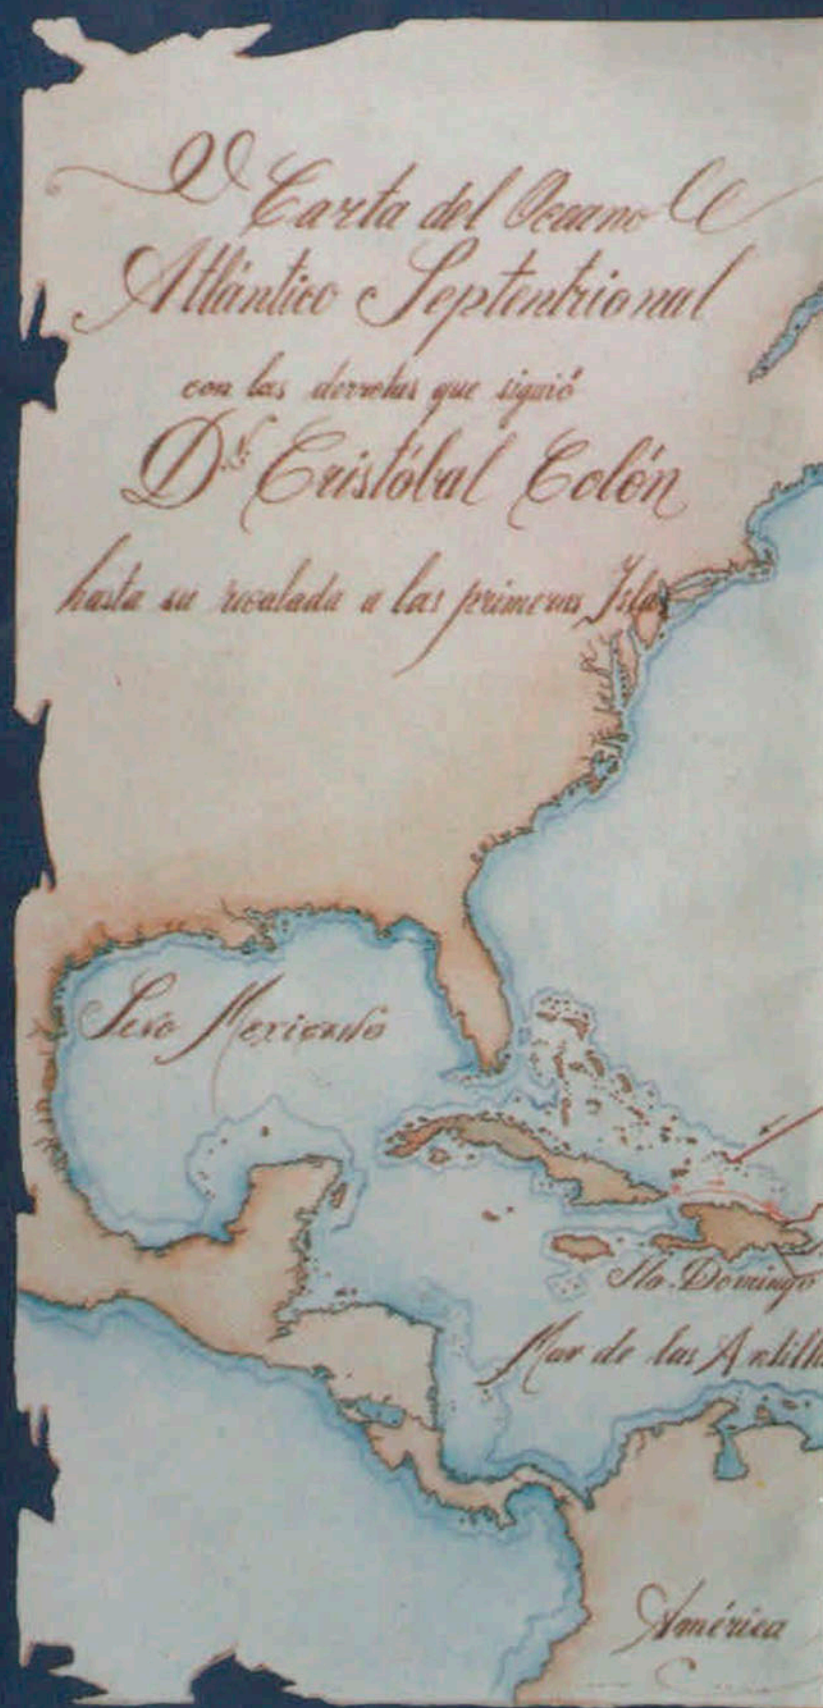 Carta del Oceano
Atlántico Septentrional
con las derrotas que siguió
Dⁿ Cristóbal Colón
hasta su recalada a las primeras Islas
Seno Mexicano
Sto. Domingo
Mar de las Antilla
América